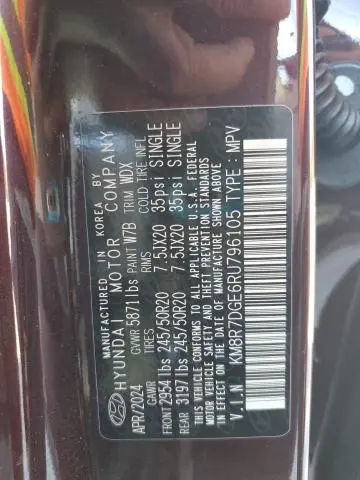 MANUFACTURED IN KOREA BY
HYUNDAI MOTOR COMPANY
APR/2024 GVWR 5871 lbs PAINT W7B TRIM WDX
GAWR RIMS COLD TIRE INFL
FRONT 2954 lbs 245/50R20 7.5JX20 35psi SINGLE
REAR 3197 lbs 245/50R20 7.5JX20 35psi SINGLE
THIS VEHICLE CONFORMS TO ALL APPLICABLE U.S.A. FEDERAL
MOTOR VEHICLE SAFETY, BUMPER, AND THEFT PREVENTION STANDARDS
IN EFFECT ON THE DATE OF MANUFACTURE SHOWN ABOVE.
V.I.N KM8R7DGE6RU796105 TYPE : MPV